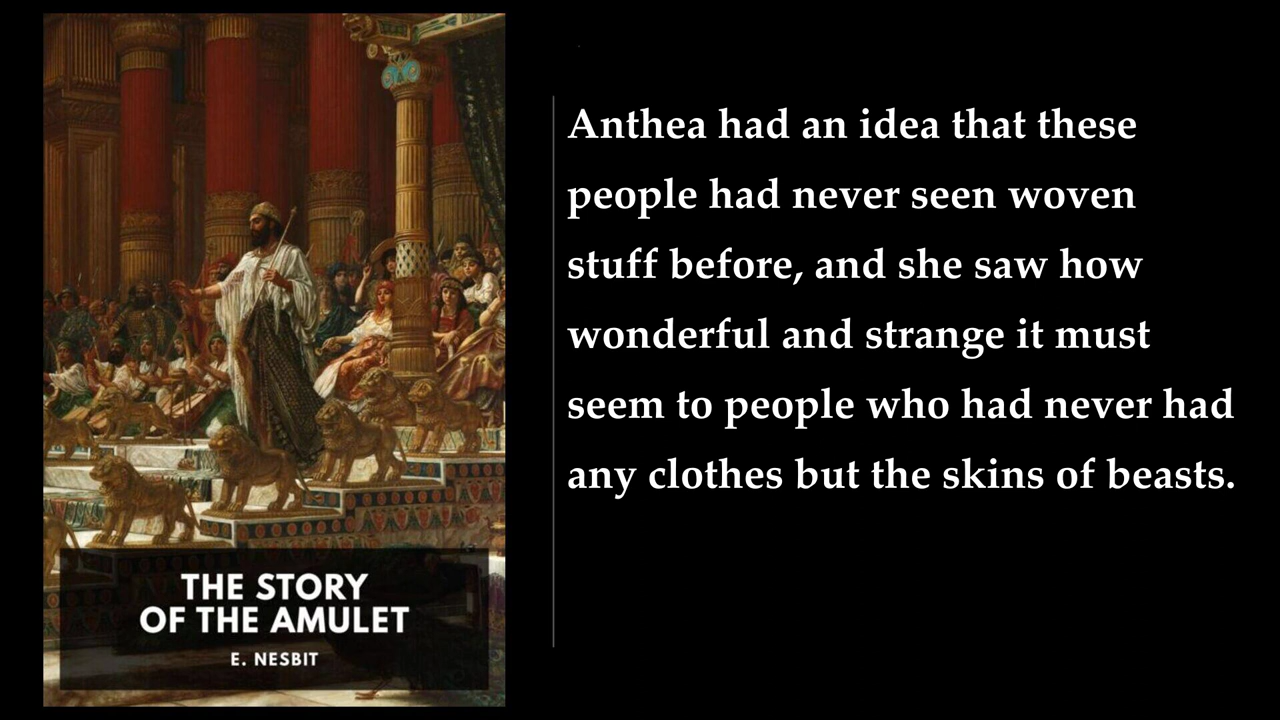 THE STORY
OF THE AMULET
E. NESBIT
Anthea had an idea that these
people had never seen woven
stuff before, and she saw how
wonderful and strange it must
seem to people who had never had
any clothes but the skins of beasts.